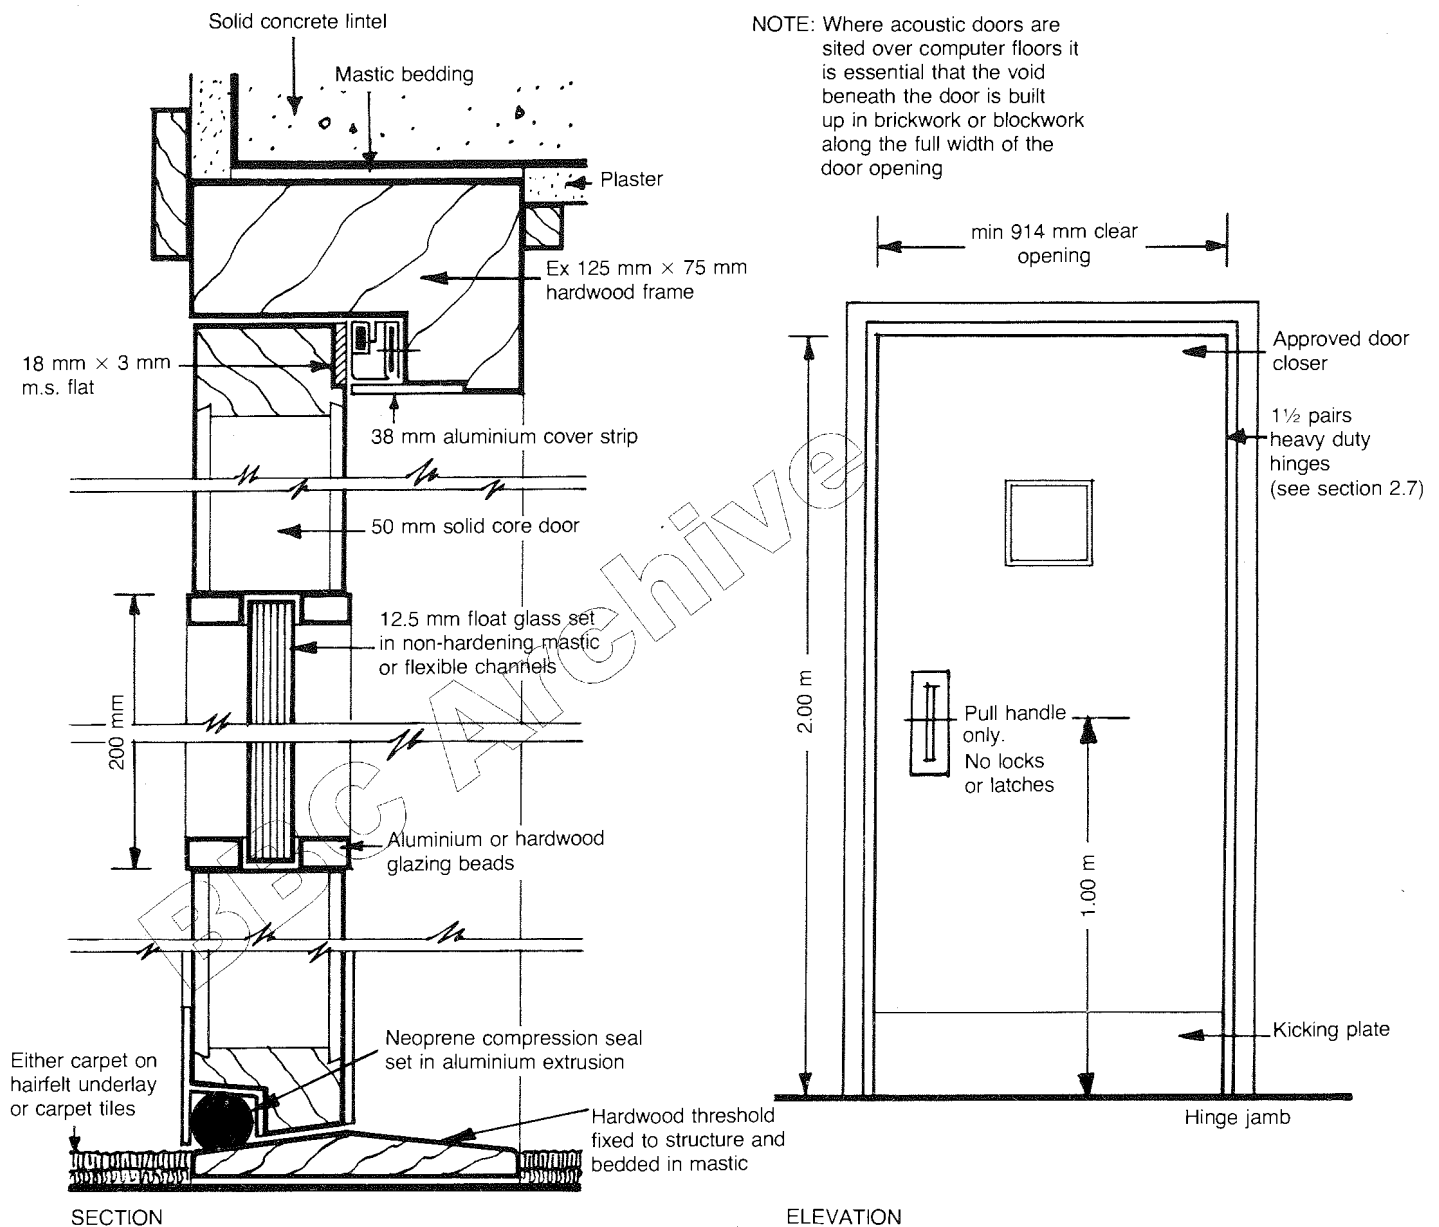 Solid concrete lintel
Mastic bedding
Plaster
Ex 125 mm × 75 mm
hardwood frame
18 mm × 3 mm
m.s. flat
38 mm aluminium cover strip
50 mm solid core door
12.5 mm float glass set
in non-hardening mastic
or flexible channels
200 mm
Aluminium or hardwood
glazing beads
Neoprene compression seal
set in aluminium extrusion
Either carpet on
hairfelt underlay
or carpet tiles
Hardwood threshold
fixed to structure and
bedded in mastic
SECTION
NOTE: Where acoustic doors are
sited over computer floors it
is essential that the void
beneath the door is built
up in brickwork or blockwork
along the full width of the
door opening
min 914 mm clear
opening
Approved door
closer
1½ pairs
heavy duty
hinges
(see section 2.7)
2.00 m
Pull handle
only.
No locks
or latches
1.00 m
Kicking plate
Hinge jamb
ELEVATION
BBC Archive